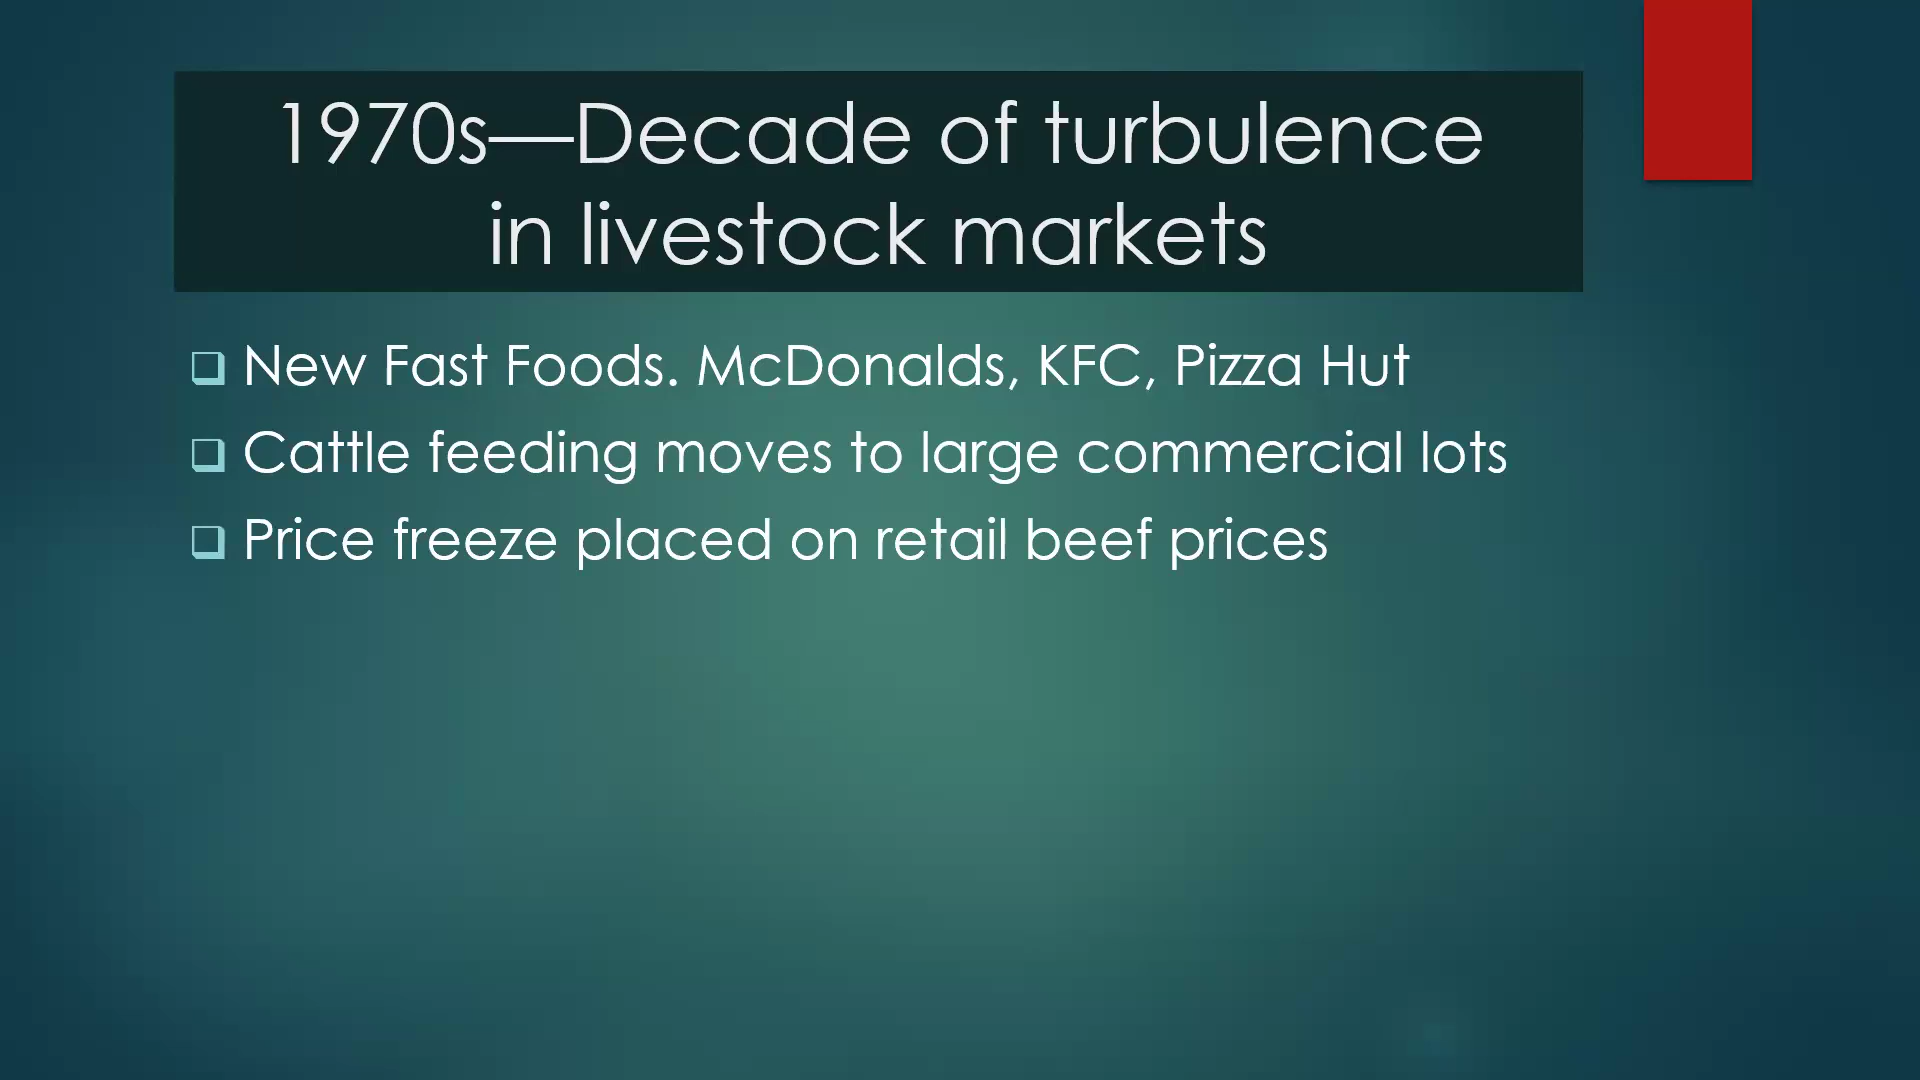 1970s—Decade of turbulence
in livestock markets
New Fast Foods. McDonalds, KFC, Pizza Hut
Cattle feeding moves to large commercial lots
Price freeze placed on retail beef prices